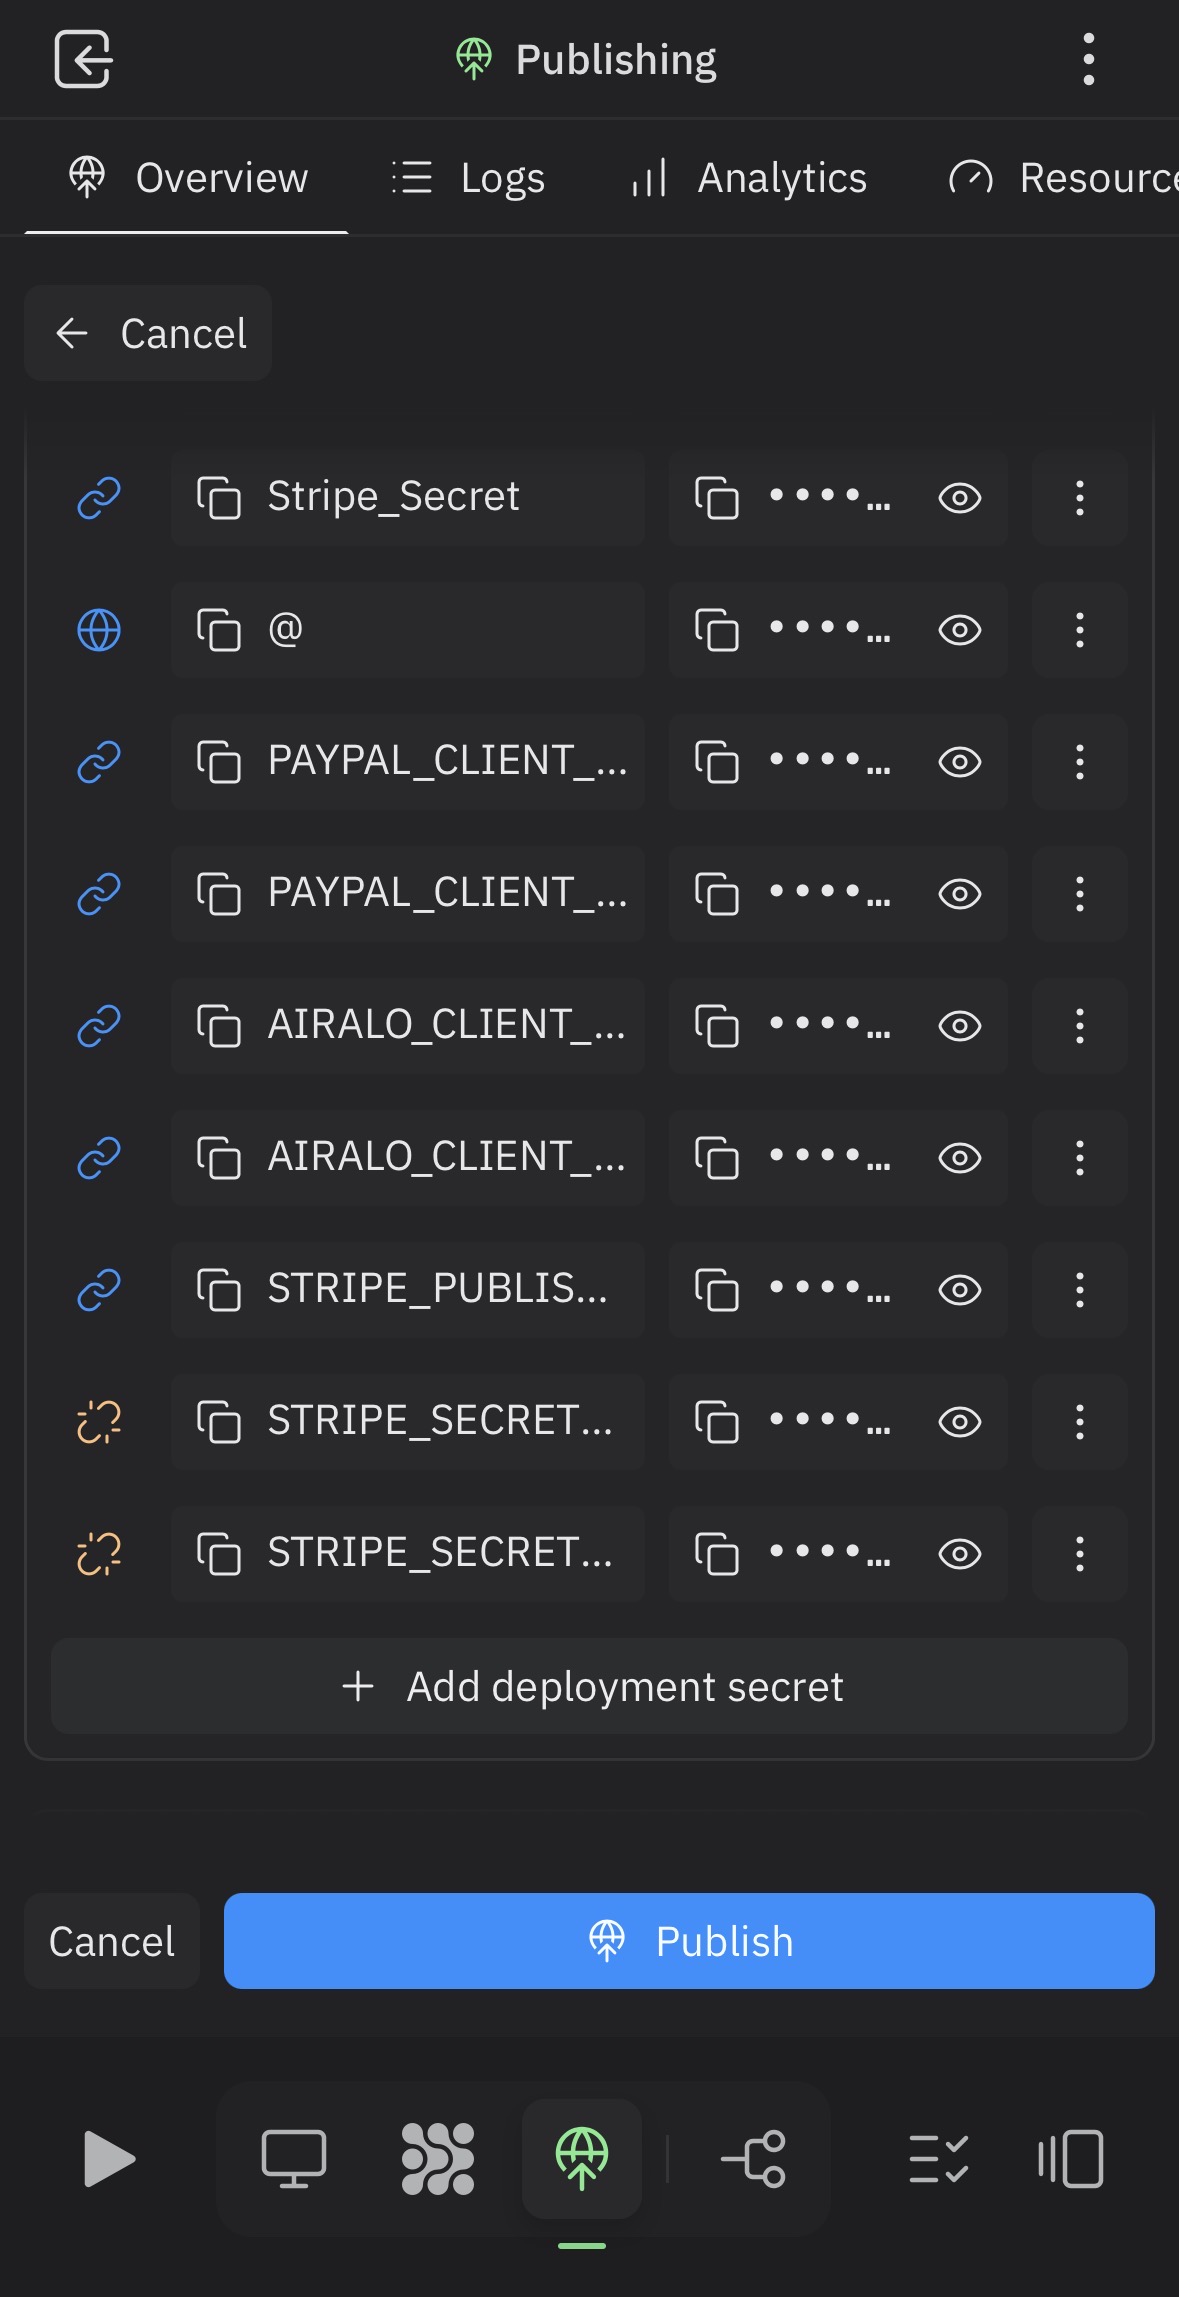 Publishing
Overview Logs Analytics Resource
Cancel
Stripe_Secret ••••...
@ ••••...
PAYPAL_CLIENT_... ••••...
PAYPAL_CLIENT_... ••••...
AIRALO_CLIENT_... ••••...
AIRALO_CLIENT_... ••••...
STRIPE_PUBLIS... ••••...
STRIPE_SECRET... ••••...
STRIPE_SECRET... ••••...
+ Add deployment secret
Cancel Publish